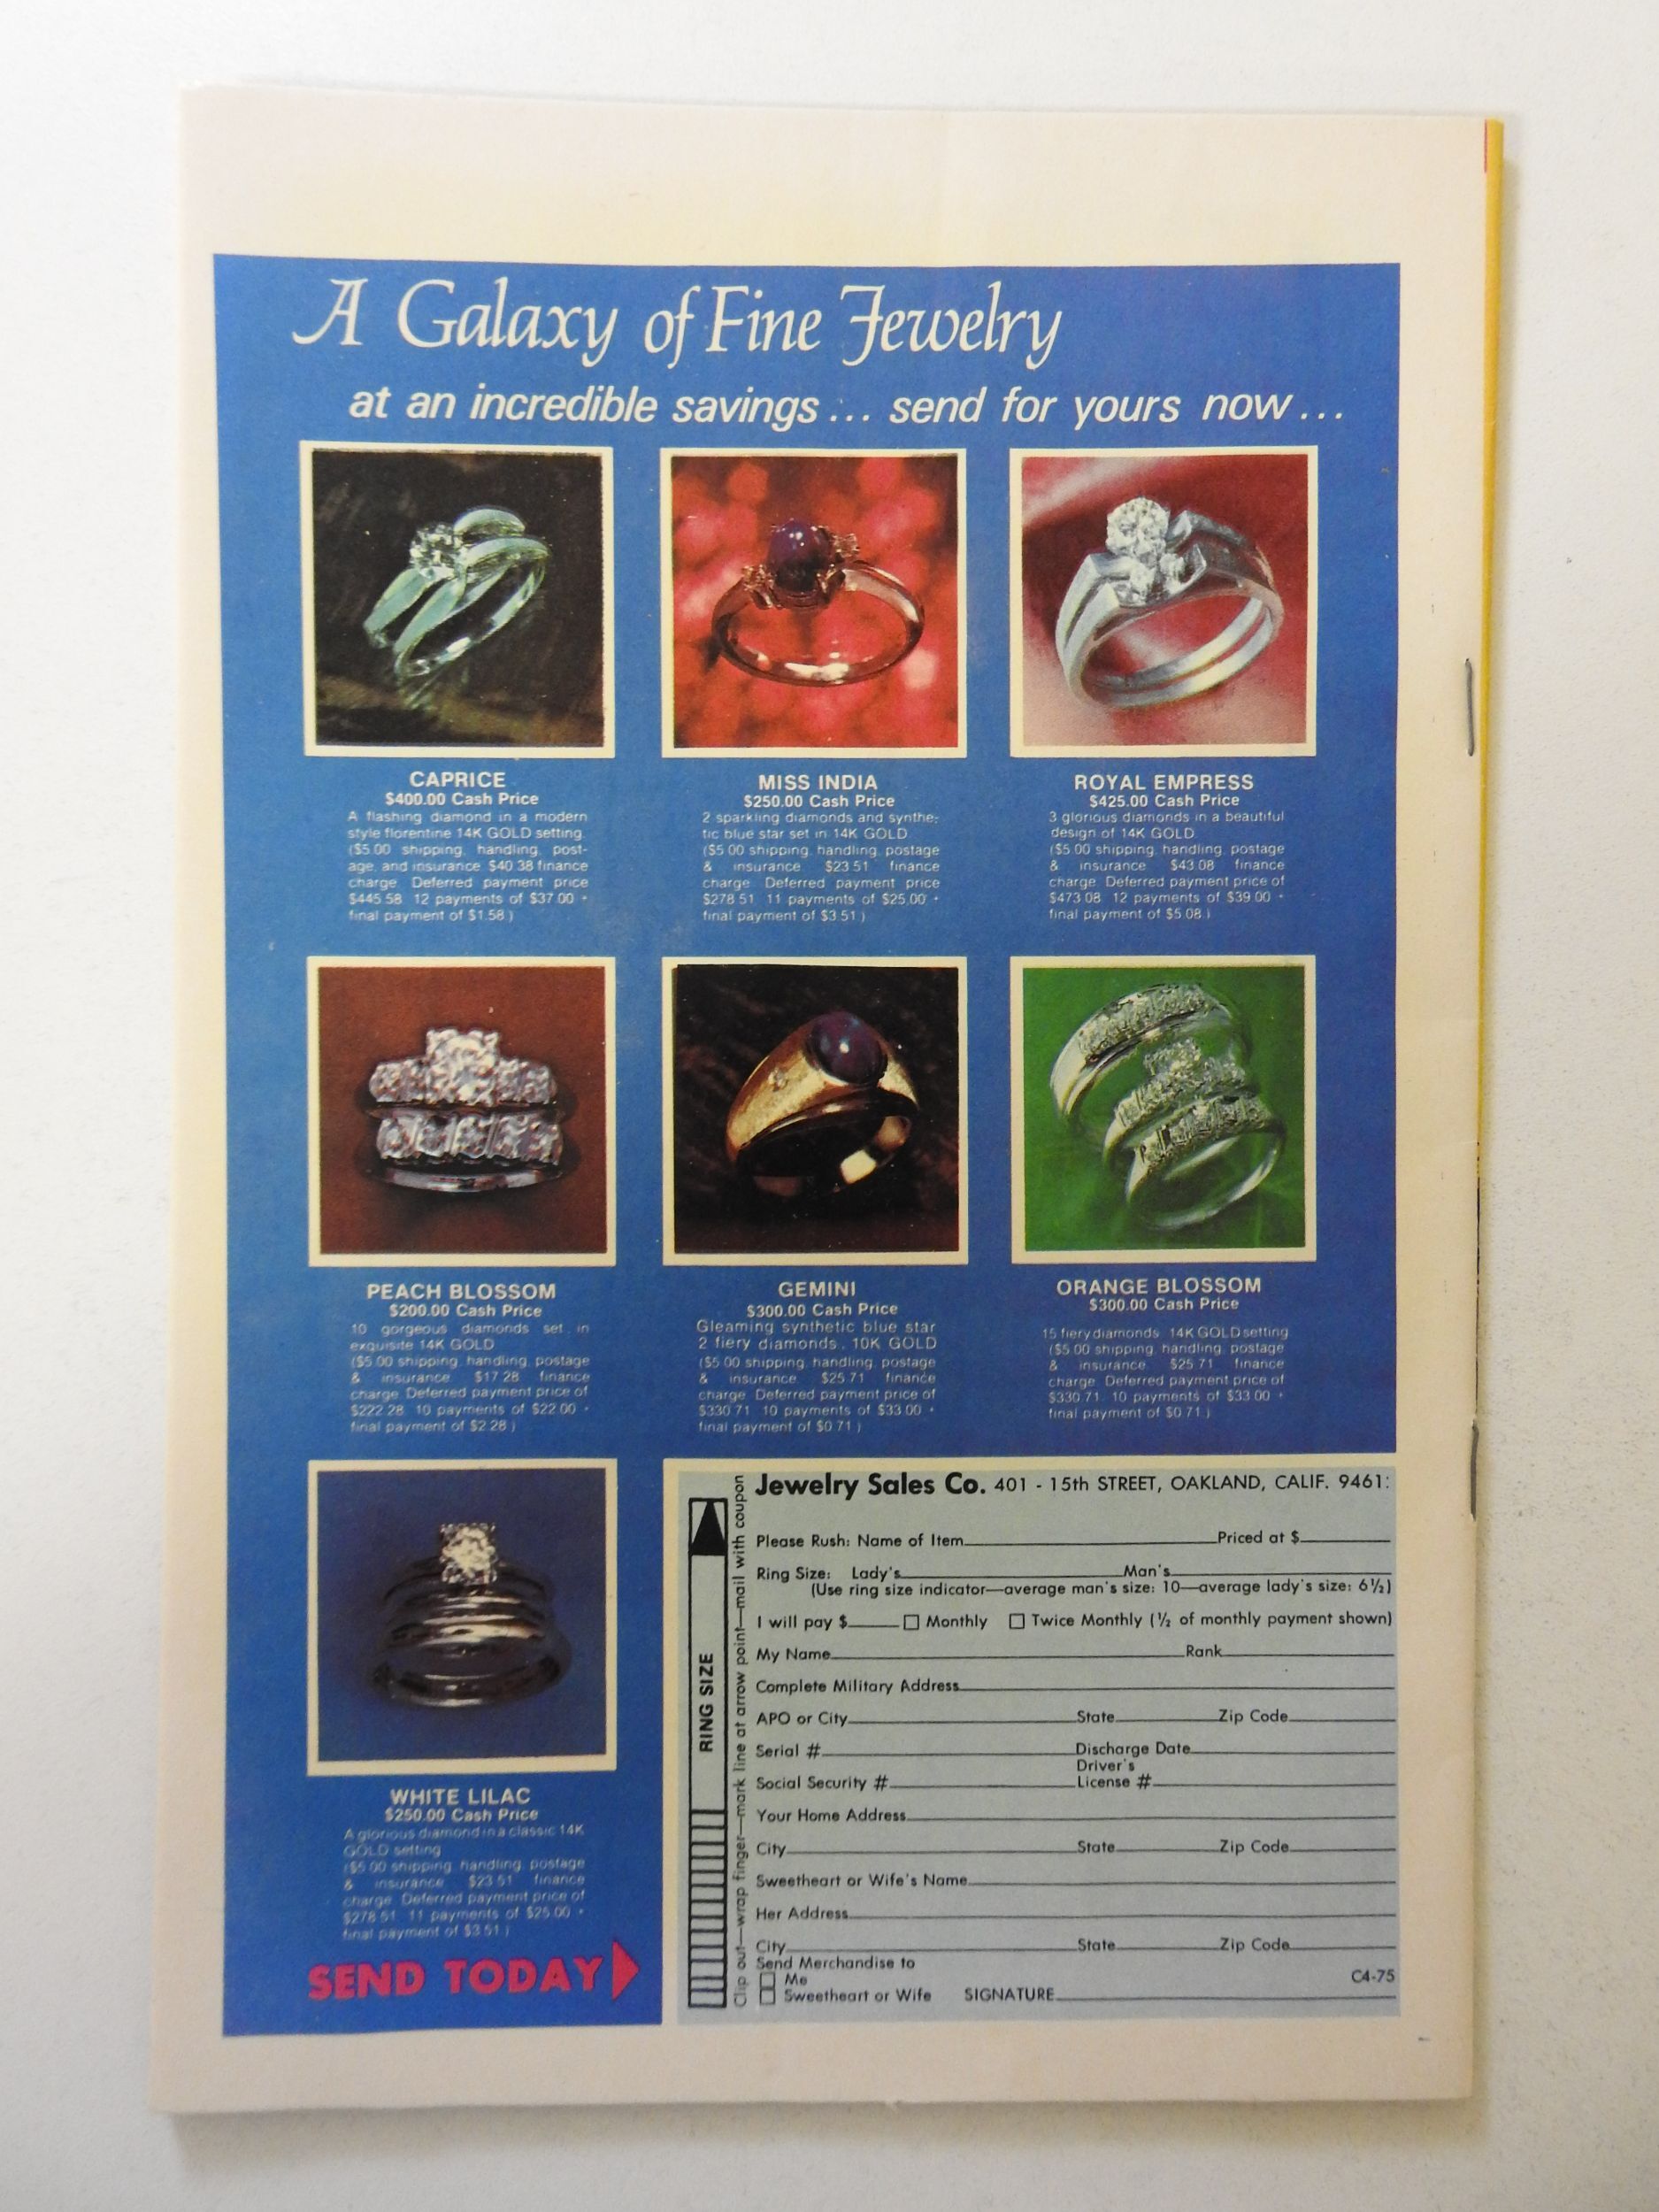 A Galaxy of Fine Jewelry
at an incredible savings... send for yours now...
CAPRICE
$400.00 Cash Price
A flashing diamond in a modern
style florentine 14K GOLD setting.
($5.00 shipping, handling, post-
age, and insurance $40.38 finance
charge Deferred payment price
$445.58 12 payments of $37.00 +
final payment of $1.58)
MISS INDIA
$250.00 Cash Price
2 sparkling diamonds and synthe-
tic blue star set in 14K GOLD
($5.00 shipping, handling, postage
& insurance $23.51 finance
charge Deferred payment price
$278.51 11 payments of $25.00 +
final payment of $3.51)
ROYAL EMPRESS
$425.00 Cash Price
3 glorious diamonds in a beautiful
design of 14K GOLD
($5.00 shipping, handling, postage
& insurance $43.08 finance
charge Deferred payment price of
$473.08 12 payments of $39.00 +
final payment of $5.08)
PEACH BLOSSOM
$200.00 Cash Price
10 gorgeous diamonds set in
exquisite 14K GOLD
($5.00 shipping, handling, postage
& insurance $17.28 finance
charge Deferred payment price of
$222.28 10 payments of $22.00 +
final payment of $2.28)
GEMINI
$300.00 Cash Price
Gleaming synthetic blue star
2 fiery diamonds, 10K GOLD
($5.00 shipping, handling, postage
& insurance $25.71 finance
charge Deferred payment price of
$330.71 10 payments of $33.00 +
final payment of $0.71)
ORANGE BLOSSOM
$300.00 Cash Price
15 fiery diamonds 14K GOLD setting
($5.00 shipping, handling, postage
& insurance $25.71 finance
charge Deferred payment price of
$330.71 10 payments of $33.00 +
final payment of $0.71)
WHITE LILAC
$250.00 Cash Price
A glorious diamond in a classic 14K
GOLD setting
($5.00 shipping handling, postage
& insurance $23.51 finance
charge Deferred payment price of
$278.51 11 payments of $25.00 +
final payment of $3.51)
SEND TODAY
RING SIZE
Clip out—wrap finger—mark line at arrow point—mail with coupon
Jewelry Sales Co. 401 - 15th STREET, OAKLAND, CALIF. 9461
Please Rush: Name of Item Priced at $
Ring Size: Lady's Man's
(Use ring size indicator—average man's size: 10—average lady's size: 6½)
I will pay $ Monthly Twice Monthly (½ of monthly payment shown)
My Name Rank
Complete Military Address
APO or City State Zip Code
Serial # Discharge Date
Social Security # Driver's License #
Your Home Address
City State Zip Code
Sweetheart or Wife's Name
Her Address
City State Zip Code
Send Merchandise to
Me
Sweetheart or Wife SIGNATURE
C4-75